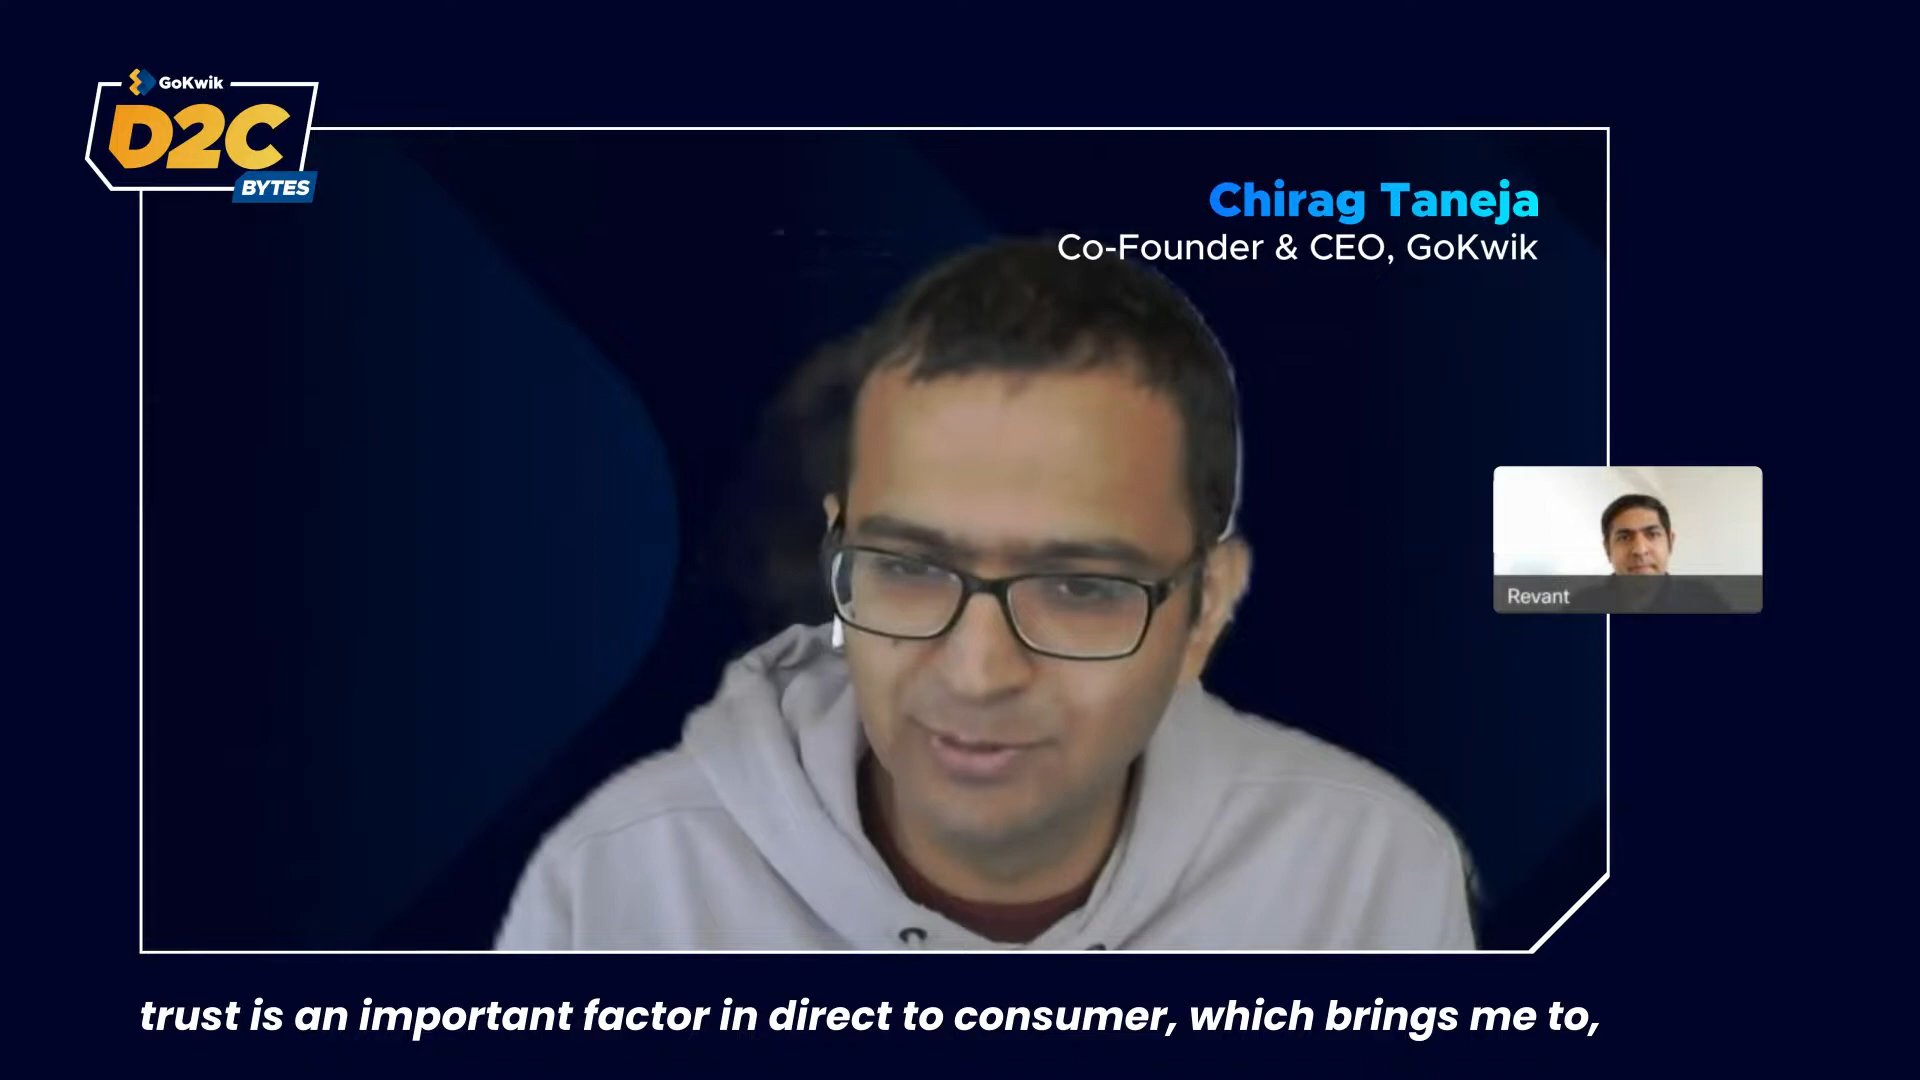 GoKwik
D2C
BYTES
Chirag Taneja
Co-Founder & CEO, GoKwik
Revant
trust is an important factor in direct to consumer, which brings me to,